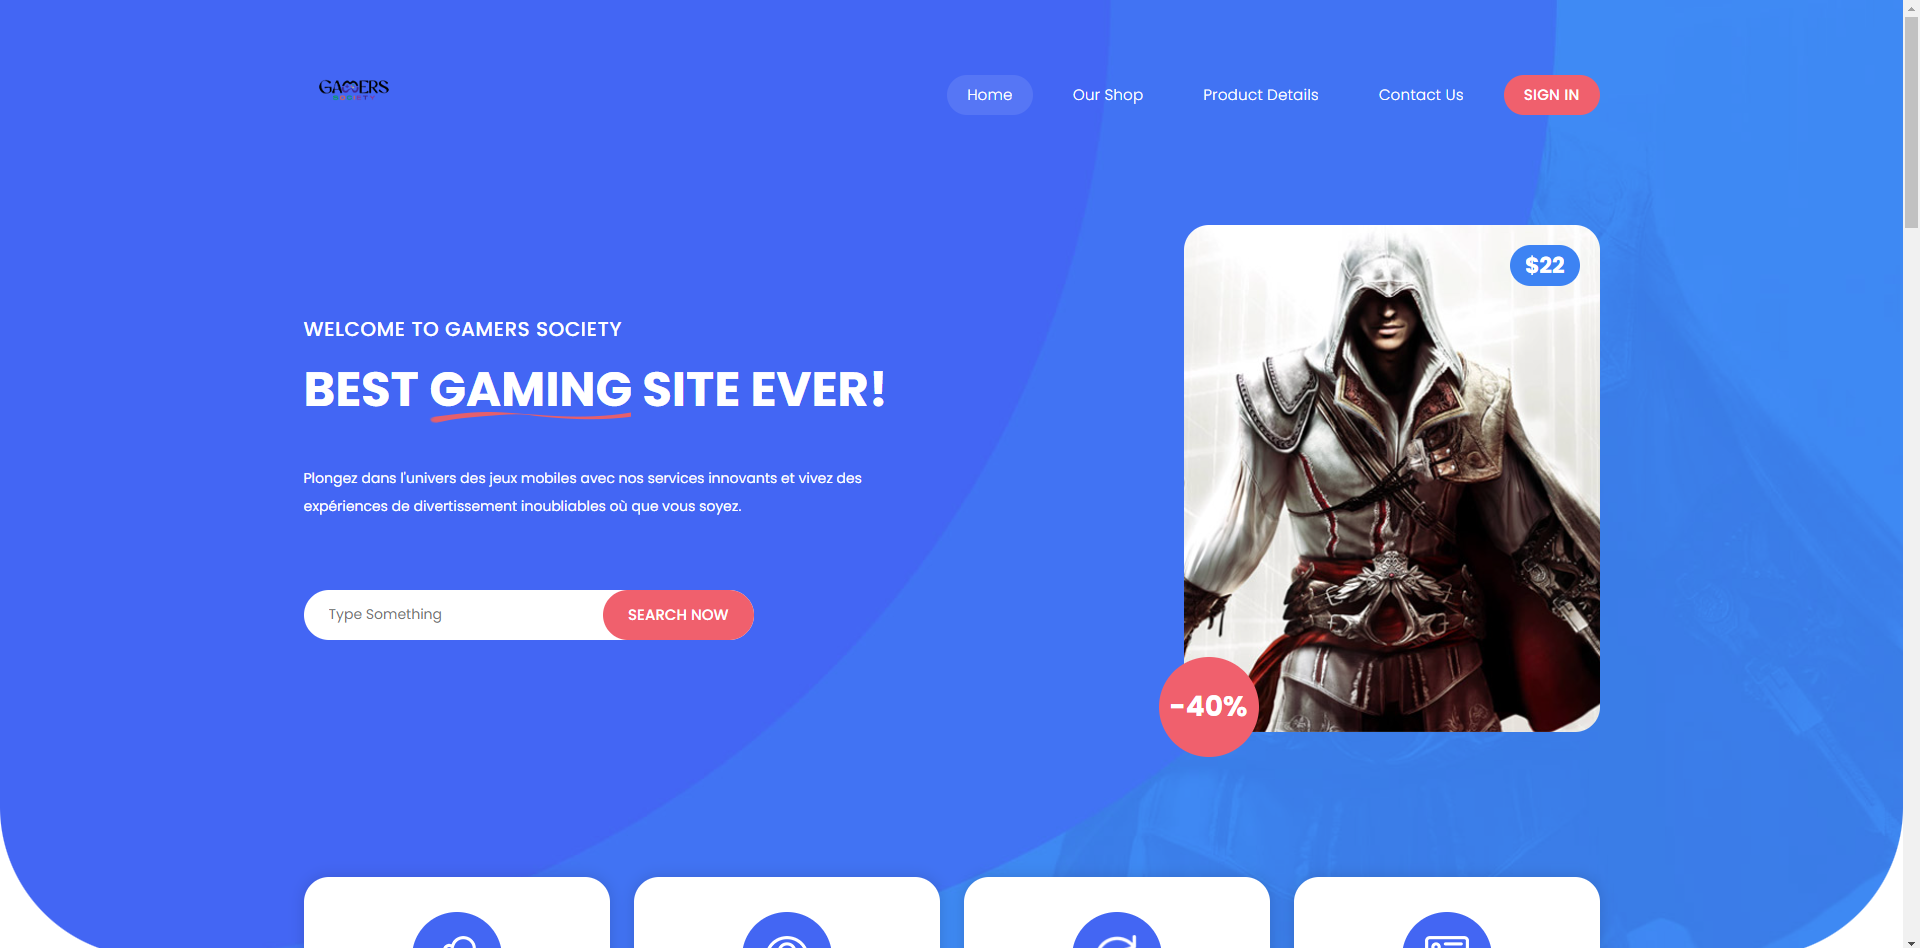 GAMERS
Home
Our Shop
Product Details
Contact Us
SIGN IN
$22
WELCOME TO GAMERS SOCIETY
BEST GAMING SITE EVER!
Plongez dans l'univers des jeux mobiles avec nos services innovants et vivez des
expériences de divertissement inoubliables où que vous soyez.
Type Something
SEARCH NOW
-40%